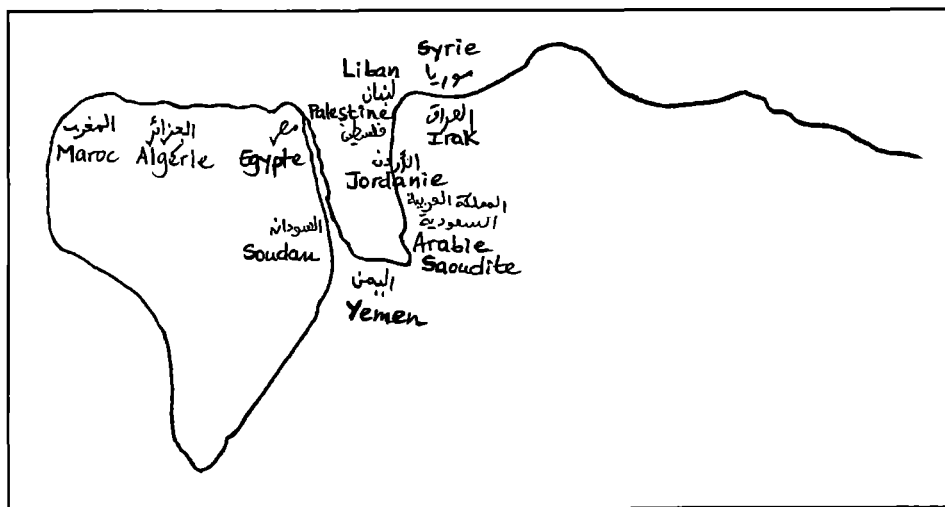 Syrie
سوريا
Liban
لبنان
Palestine
فلسطين
العراق
Irak
المغرب
Maroc
الجزائر
Algérie
مصر
Egypte
الأردن
Jordanie
المملكة العربية
السعودية
Arabie
Saoudite
السودان
Soudan
اليمن
Yemen